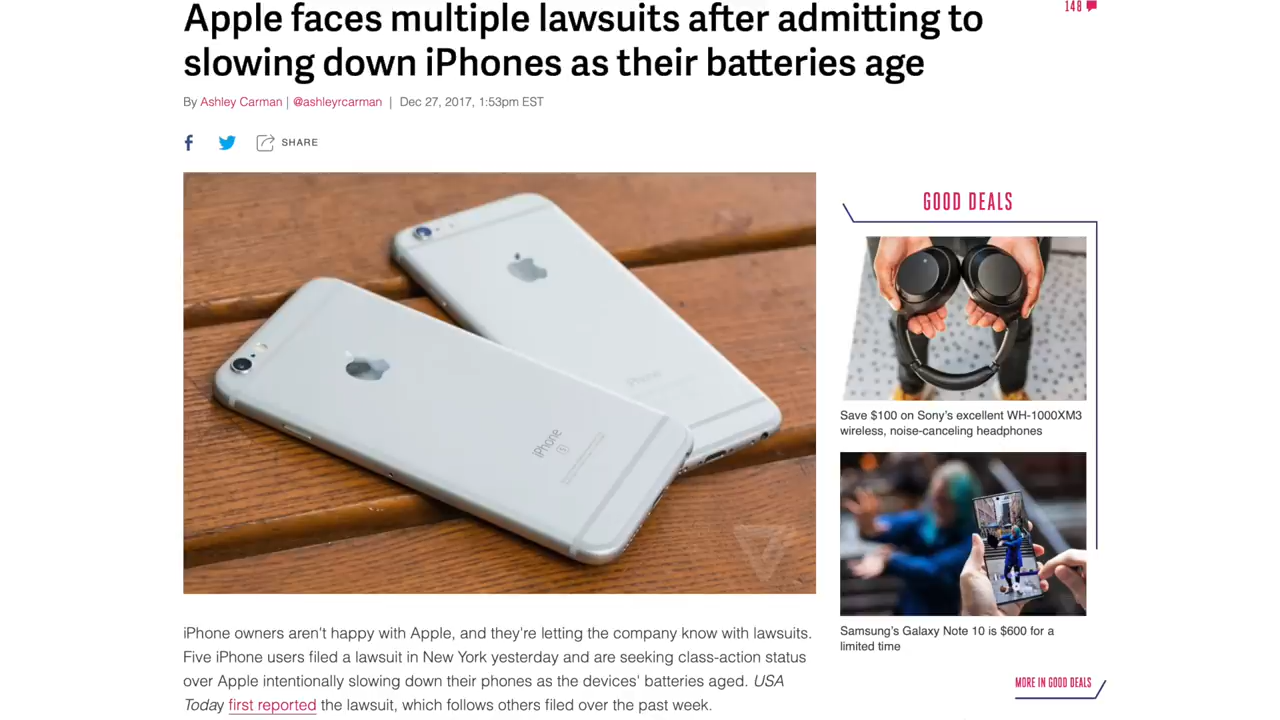 148
Apple faces multiple lawsuits after admitting to
slowing down iPhones as their batteries age
By Ashley Carman | @ashleyrcarman | Dec 27, 2017, 1:53pm EST
SHARE
GOOD DEALS
iPhone
S
iPhone
Save $100 on Sony's excellent WH-1000XM3
wireless, noise-canceling headphones
Samsung's Galaxy Note 10 is $600 for a
limited time
MORE IN GOOD DEALS
iPhone owners aren't happy with Apple, and they're letting the company know with lawsuits.
Five iPhone users filed a lawsuit in New York yesterday and are seeking class-action status
over Apple intentionally slowing down their phones as the devices' batteries aged. USA
Today first reported the lawsuit, which follows others filed over the past week.